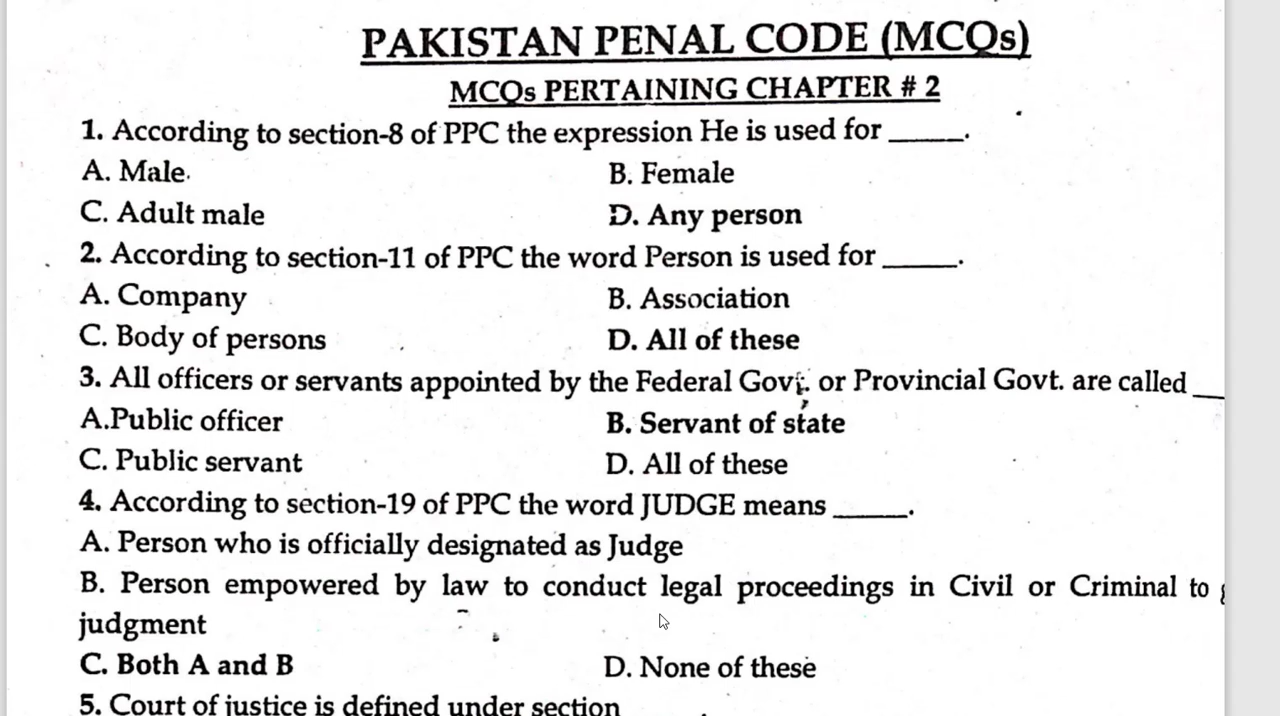 PAKISTAN PENAL CODE (MCQs)
MCQs PERTAINING CHAPTER # 2
1. According to section-8 of PPC the expression He is used for _____.
A. Male
B. Female
C. Adult male
D. Any person
2. According to section-11 of PPC the word Person is used for _____.
A. Company
B. Association
C. Body of persons
D. All of these
3. All officers or servants appointed by the Federal Govt. or Provincial Govt. are called __
A.Public officer
B. Servant of state
C. Public servant
D. All of these
4. According to section-19 of PPC the word JUDGE means _____.
A. Person who is officially designated as Judge
B. Person empowered by law to conduct legal proceedings in Civil or Criminal to
judgment
C. Both A and B
D. None of these
5. Court of justice is defined under section _____.